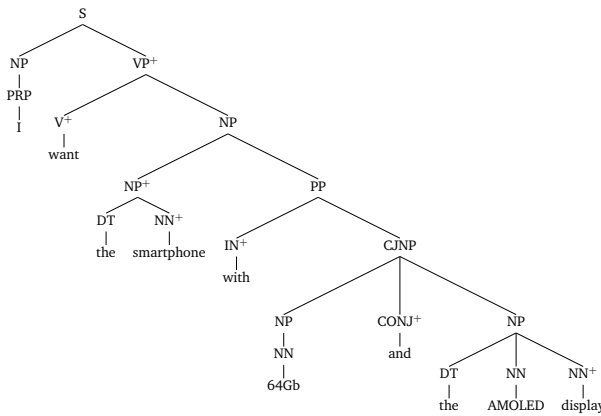 S
NP VP+
PRP
I V+ NP
want
NP+ PP
DT NN+
the smartphone
IN+ CJNP
with
NP CONJ+ NP
NN and
64Gb DT NN NN+
the AMOLED display